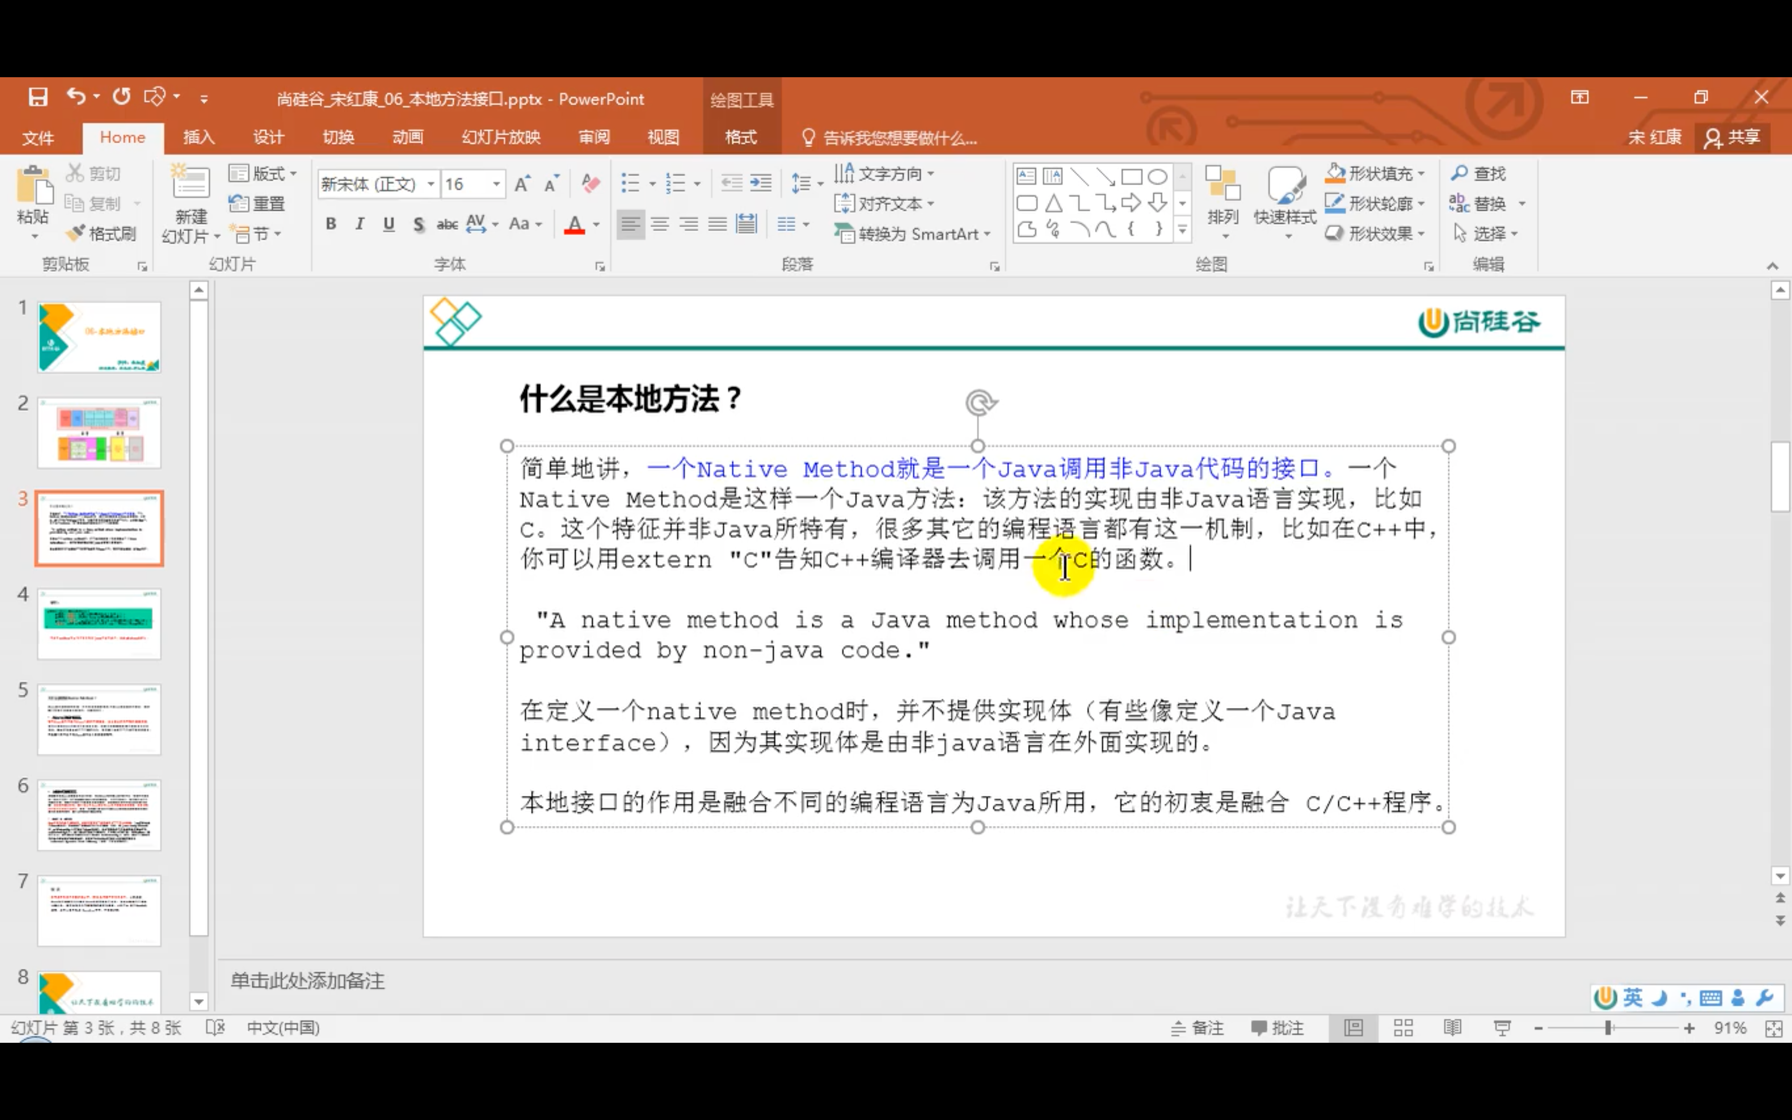 尚硅谷_宋红康_06_本地方法接口.pptx - PowerPoint
绘图工具
文件
Home
插入
设计
切换
动画
幻灯片放映
审阅
视图
格式
告诉我您想要做什么...
宋 红康
共享
粘贴
剪切
复制
格式刷
剪贴板
新建
幻灯片
版式
重置
节
幻灯片
新宋体 (正文)
16
字体
文字方向
对齐文本
转换为 SmartArt
段落
排列
快速样式
形状填充
形状轮廓
形状效果
绘图
查找
替换
选择
编辑
1
2
3
4
5
6
7
8
尚硅谷
什么是本地方法？
简单地讲，一个Native Method就是一个Java调用非Java代码的接口。一个
Native Method是这样一个Java方法：该方法的实现由非Java语言实现，比如
C。这个特征并非Java所特有，很多其它的编程语言都有这一机制，比如在C++中，
你可以用extern "C"告知C++编译器去调用一个C的函数。
"A native method is a Java method whose implementation is
provided by non-java code."
在定义一个native method时，并不提供实现体（有些像定义一个Java
interface），因为其实现体是由非java语言在外面实现的。
本地接口的作用是融合不同的编程语言为Java所用，它的初衷是融合 C/C++程序。
让天下没有难学的技术
单击此处添加备注
英
幻灯片 第 3 张，共 8 张
中文(中国)
备注
批注
91%